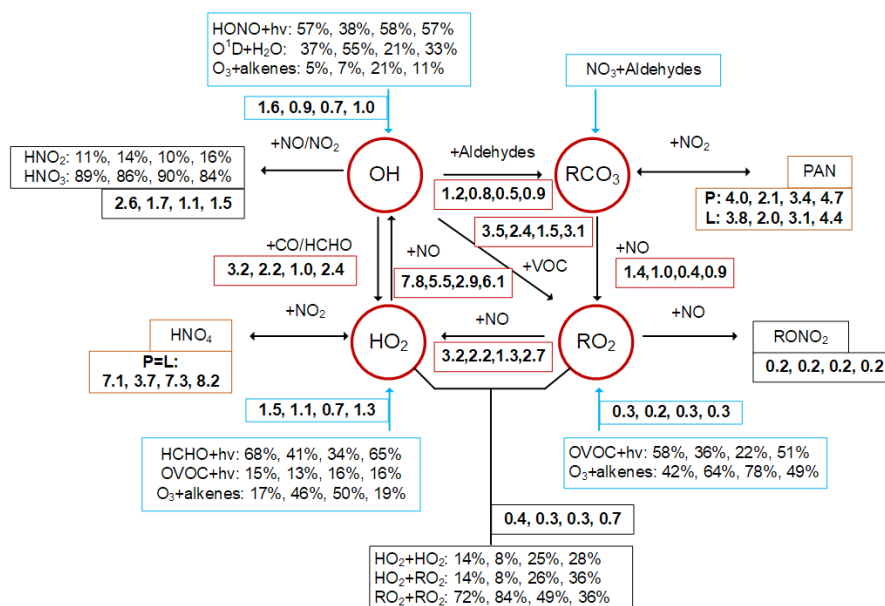 HONO+hv: 57%, 38%, 58%, 57%
O¹D+H₂O: 37%, 55%, 21%, 33%
O₃+alkenes: 5%, 7%, 21%, 11%
NO₃+Aldehydes
1.6, 0.9, 0.7, 1.0
+NO/NO₂
+Aldehydes
+NO₂
HNO₂: 11%, 14%, 10%, 16%
HNO₃: 89%, 86%, 90%, 84%
2.6, 1.7, 1.1, 1.5
OH
1.2,0.8,0.5,0.9
RCO₃
PAN
P: 4.0, 2.1, 3.4, 4.7
L: 3.8, 2.0, 3.1, 4.4
3.5,2.4,1.5,3.1
+CO/HCHO
3.2, 2.2, 1.0, 2.4
+NO
7.8,5.5,2.9,6.1
+VOC
+NO
1.4,1.0,0.4,0.9
HNO₄
P=L:
7.1, 3.7, 7.3, 8.2
+NO₂
HO₂
+NO
3.2,2.2,1.3,2.7
RO₂
+NO
RONO₂
0.2, 0.2, 0.2, 0.2
1.5, 1.1, 0.7, 1.3
0.3, 0.2, 0.3, 0.3
HCHO+hv: 68%, 41%, 34%, 65%
OVOC+hv: 15%, 13%, 16%, 16%
O₃+alkenes: 17%, 46%, 50%, 19%
OVOC+hv: 58%, 36%, 22%, 51%
O₃+alkenes: 42%, 64%, 78%, 49%
0.4, 0.3, 0.3, 0.7
HO₂+HO₂: 14%, 8%, 25%, 28%
HO₂+RO₂: 14%, 8%, 26%, 36%
RO₂+RO₂: 72%, 84%, 49%, 36%